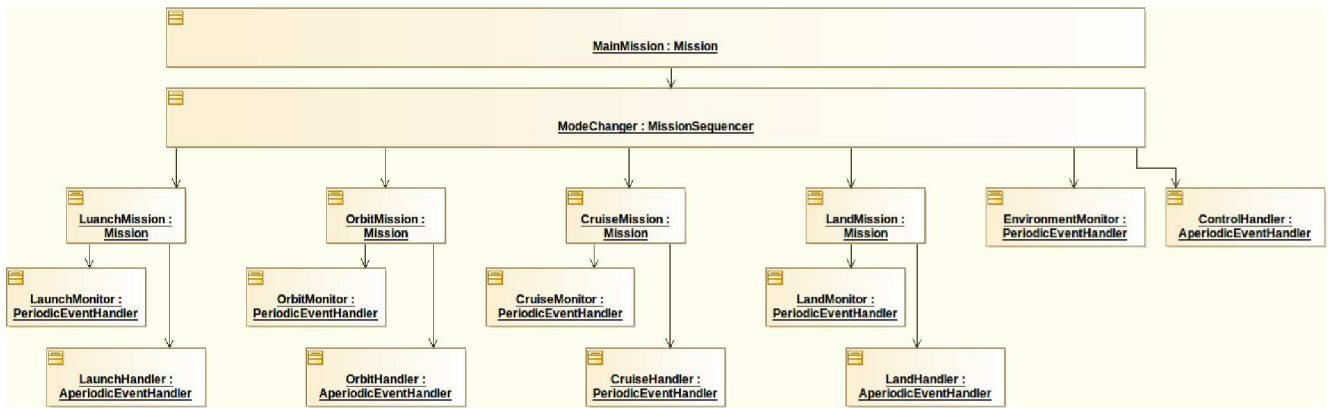 MainMission : Mission
ModeChanger : MissionSequencer
LuanchMission :
Mission
OrbitMission :
Mission
CruiseMission :
Mission
LandMission :
Mission
EnvironmentMonitor :
PeriodicEventHandler
ControlHandler :
AperiodicEventHandler
LaunchMonitor :
PeriodicEventHandler
OrbitMonitor :
PeriodicEventHandler
CruiseMonitor :
PeriodicEventHandler
LandMonitor :
PeriodicEventHandler
LaunchHandler :
AperiodicEventHandler
OrbitHandler :
AperiodicEventHandler
CruiseHandler :
PeriodicEventHandler
LandHandler :
AperiodicEventHandler